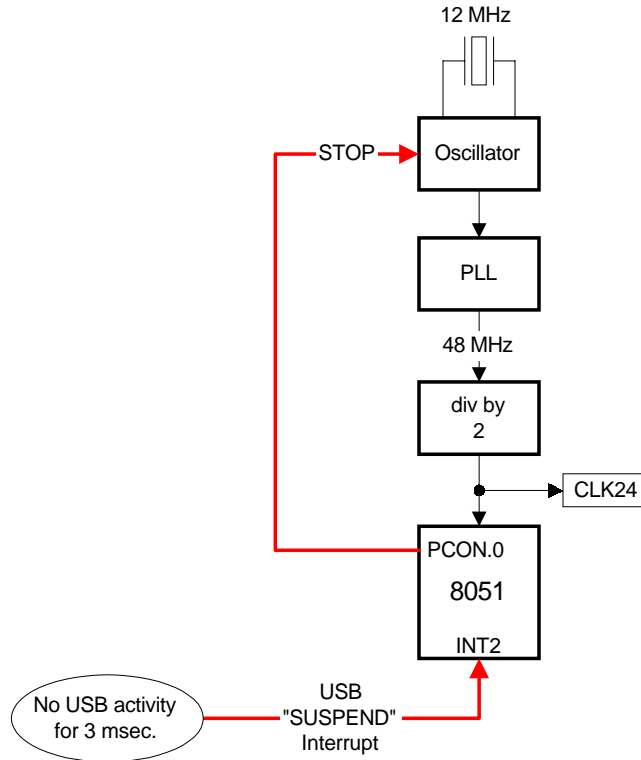 12 MHz
STOP
Oscillator
PLL
48 MHz
div by
2
CLK24
PCON.0
8051
INT2
No USB activity
for 3 msec.
USB
"SUSPEND"
Interrupt